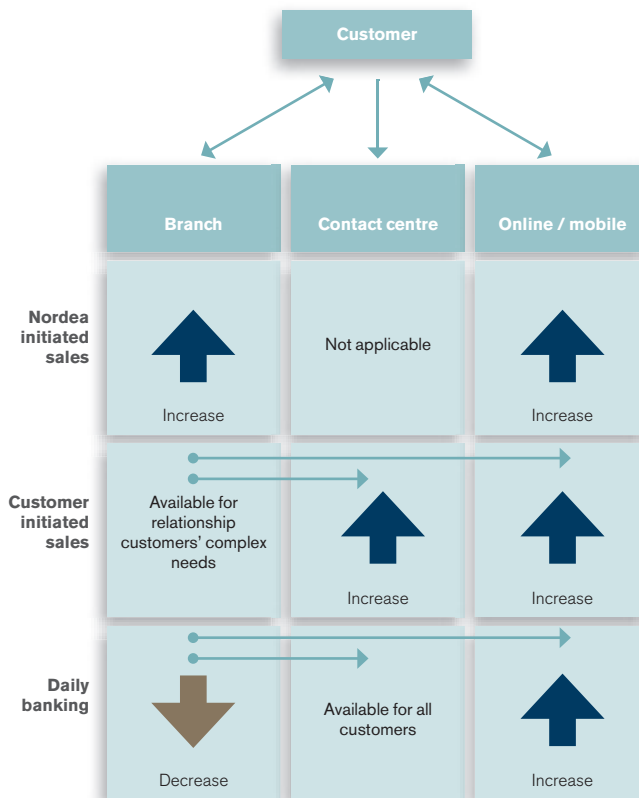 Customer
Branch
Contact centre
Online / mobile
Nordea
initiated
sales
Increase
Not applicable
Increase
Customer
initiated
sales
Available for
relationship
customers’ complex
needs
Increase
Increase
Daily
banking
Decrease
Available for all
customers
Increase